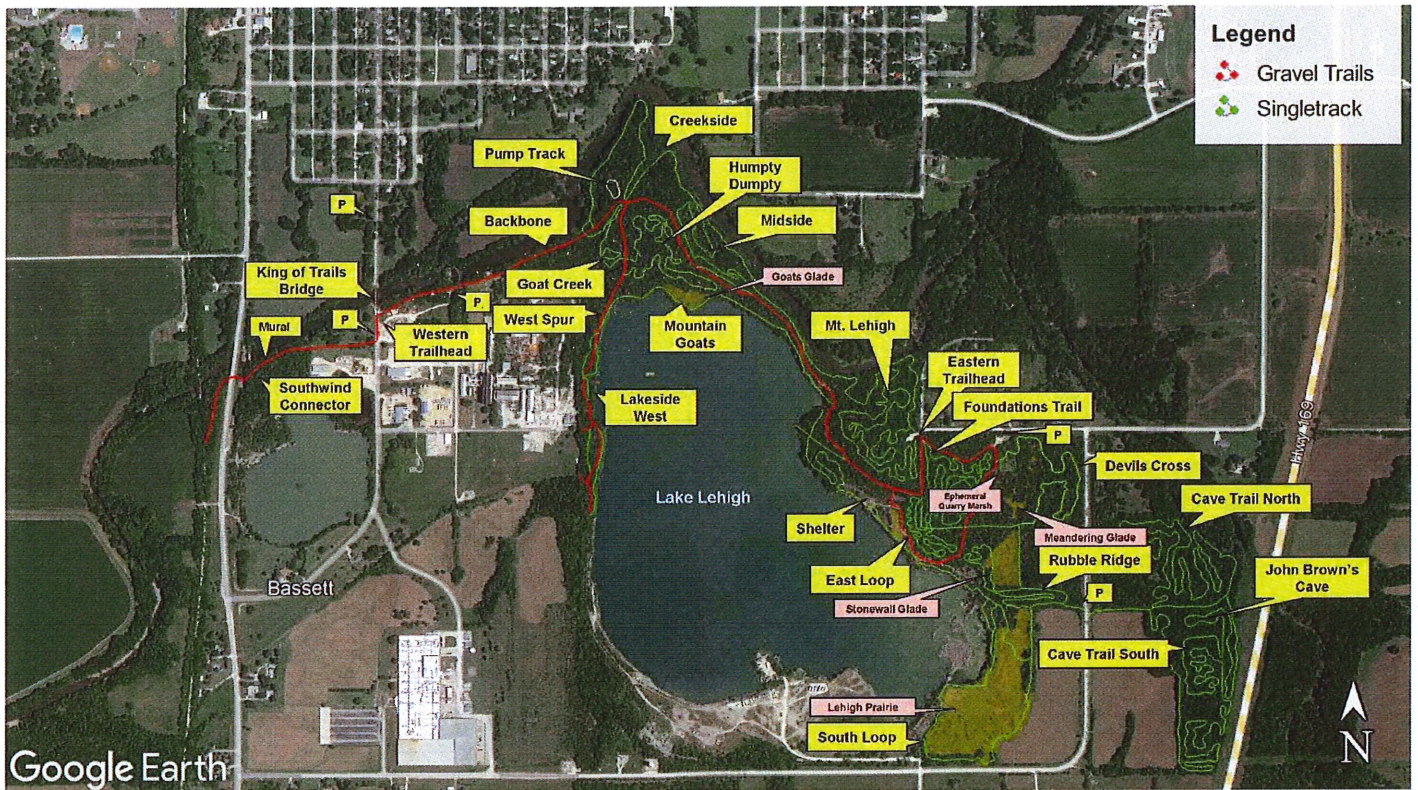 Legend
Gravel Trails
Singletrack
Creekside
Pump Track
Humpty
Dumpty
P
Backbone
Midside
King of Trails
Bridge
Goat Creek
P
Goats Glade
P
West Spur
Mountain
Goats
Mural
Western
Trailhead
Mt. Lehigh
Eastern
Trailhead
Southwind
Connector
Lakeside
West
Foundations Trail
P
Hwy 169
Devils Cross
Lake Lehigh
Ephemeral
Quarry Marsh
Cave Trail North
Shelter
Meandering Glade
Rubble Ridge
East Loop
John Brown's
Cave
Bassett
Stonewall Glade
P
Cave Trail South
Lehigh Prairie
South Loop
N
Google Earth